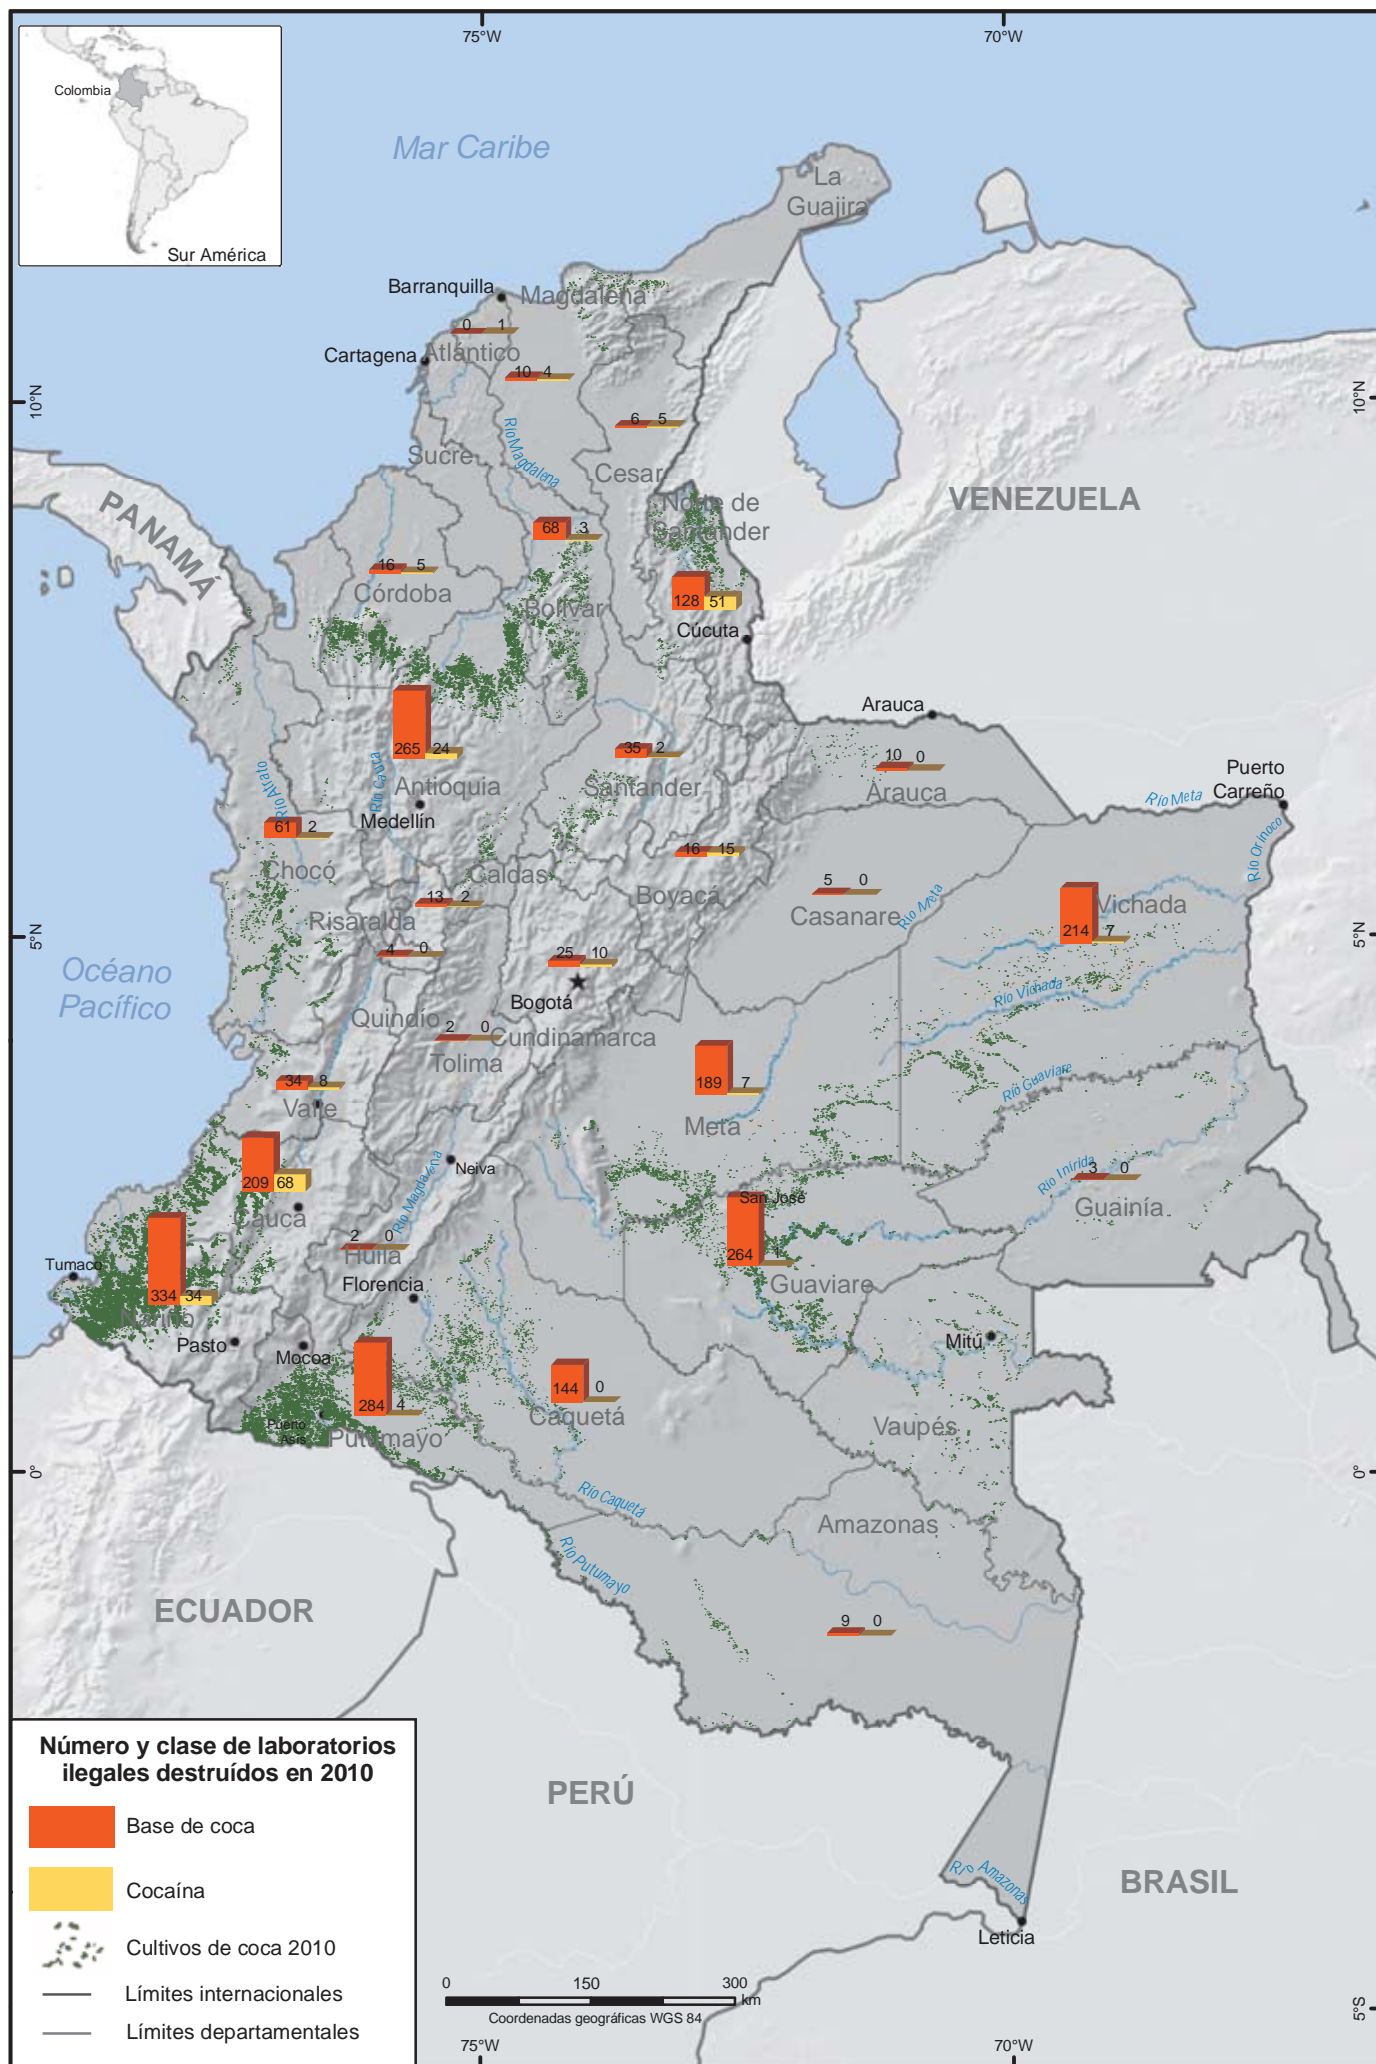 75°W
70°W
Colombia
Sur América
Mar Caribe
La
Guajira
Barranquilla
Magdalena
0 1
Atlántico
Cartagena
10 4
10°N
10°N
6 5
Río Magdalena
Sucre
Cesar
VENEZUELA
PANAMÁ
Norte de
Santander
68 3
16 5
Córdoba
Bolívar
128 51
Cúcuta
Arauca
265 24
Antioquia
Río Cauca
Medellín
35 2
Santander
10 0
Arauca
Puerto
Carreño
Río Meta
Río Orinoco
Río Atrato
61 2
Chocó
16 15
Boyacá
Caldas
13 2
Risaralda
5 0
Casanare
Río Meta
Vichada
214 7
5°N
5°N
4 0
25 10
Bogotá
Océano
Pacífico
Río Vichada
Quindío
2 0
Tolima
Cundinamarca
189 7
Meta
Río Guaviare
34 8
Valle
Neiva
Río Magdalena
209 68
Cauca
Río Inírida
3 0
Guainía
San José
264 1
Guaviare
2 0
Huila
Florencia
Tumaco
334 34
Nariño
Pasto
Mocoa
Mitú
284 4
Puerto
Asis
Putumayo
144 0
Caquetá
Vaupés
0°
0°
Río Caquetá
Amazonas
Río Putumayo
ECUADOR
9 0
PERÚ
BRASIL
Río Amazonas
Leticia
Número y clase de laboratorios
ilegales destruídos en 2010
Base de coca
Cocaína
Cultivos de coca 2010
Límites internacionales
Límites departamentales
0 150 300
km
Coordenadas geográficas WGS 84
5°S
75°W
70°W